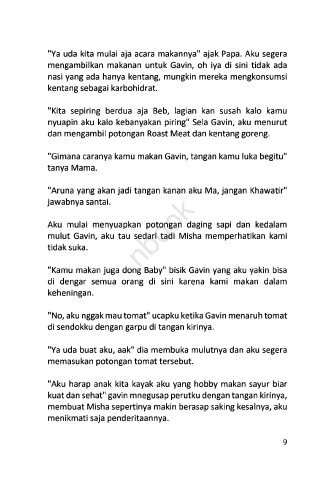 "Ya uda kita mulai aja acara makannya" ajak Papa. Aku segera
mengambilkan makanan untuk Gavin, oh iya di sini tidak ada
nasi yang ada hanya kentang, mungkin mereka mengkonsumsi
kentang sebagai karbohidrat.
"Kita sepiring berdua aja Beb, lagian kan susah kalo kamu
nyuapin aku kalo kebanyakan piring" Sela Gavin, aku menurut
dan mengambil potongan Roast Meat dan kentang goreng.
"Gimana caranya kamu makan Gavin, tangan kamu luka begitu"
tanya Mama.
"Aruna yang akan jadi tangan kanan aku Ma, jangan Khawatir"
jawabnya santai.
Aku mulai menyuapkan potongan daging sapi dan kedalam
mulut Gavin, aku tau sedari tadi Misha memperhatikan kami
tidak suka.
"Kamu makan juga dong Baby" bisik Gavin yang aku yakin bisa
di dengar semua orang di sini karena kami makan dalam
keheningan.
"No, aku nggak mau tomat" ucapku ketika Gavin menaruh tomat
di sendokku dengan garpu di tangan kirinya.
"Ya uda buat aku, aak" dia membuka mulutnya dan aku segera
memasukan potongan tomat tersebut.
"Aku harap anak kita kayak aku yang hobby makan sayur biar
kuat dan sehat" gavin mnegusap perutku dengan tangan kirinya,
membuat Misha sepertinya makin berasap saking kesalnya, aku
menikmati saja penderitaannya.
9